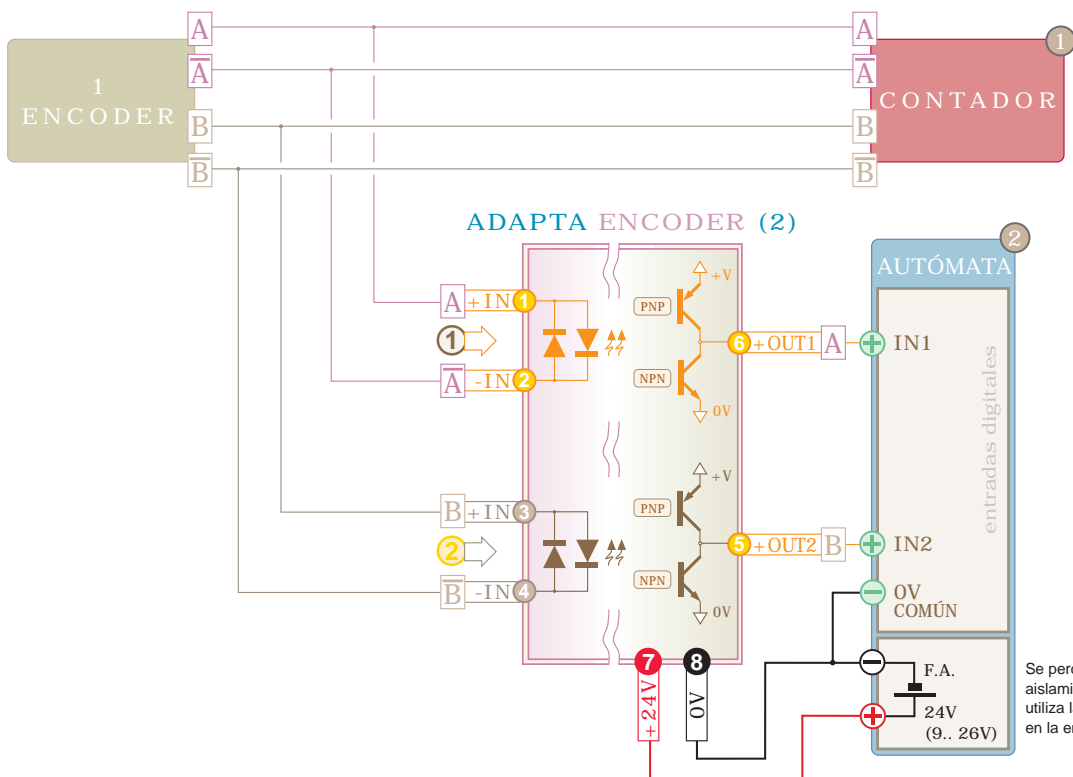 A
A
1
A̅
A̅
1
ENCODER
CONTADOR
B
B
B̅
B̅
ADAPTA ENCODER (2)
2
AUTÓMATA
+V
A
+IN
1
PNP
1
6
+OUT1
A
IN1
A̅
-IN
2
NPN
0V
entradas digitales
+V
B
+IN
3
PNP
2
5
+OUT2
B
IN2
B̅
-IN
4
NPN
0V
0V
COMÚN
7
8
+24V
0V
F.A.
24V
(9.. 26V)
Se
utiliza
en la